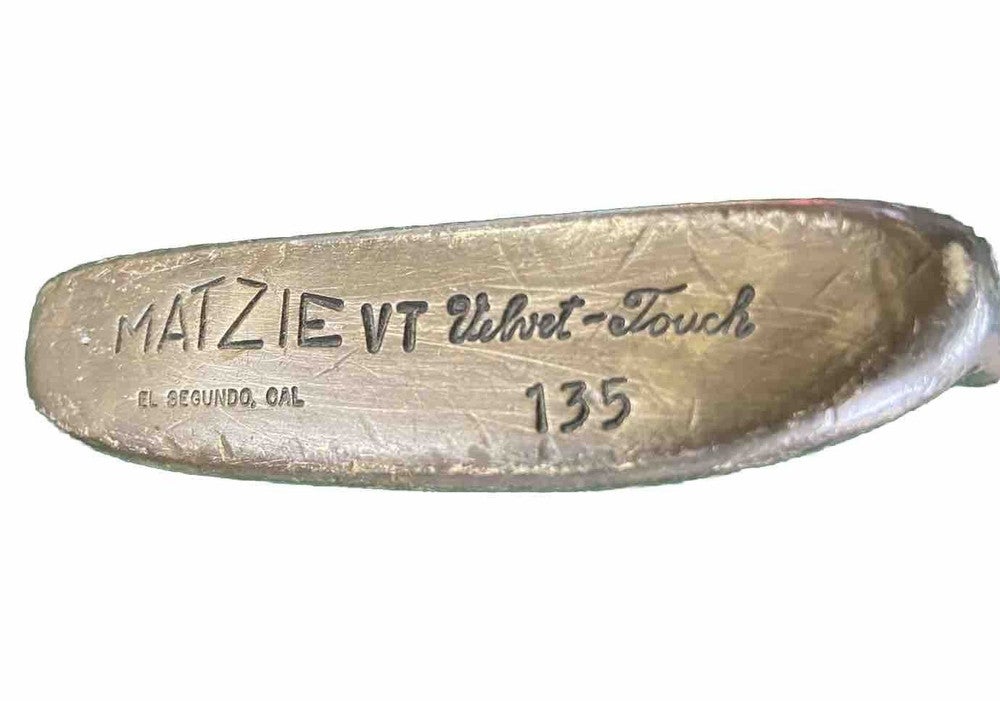 MATZIE VT Velvet-Touch
EL SEGUNDO, CAL 135